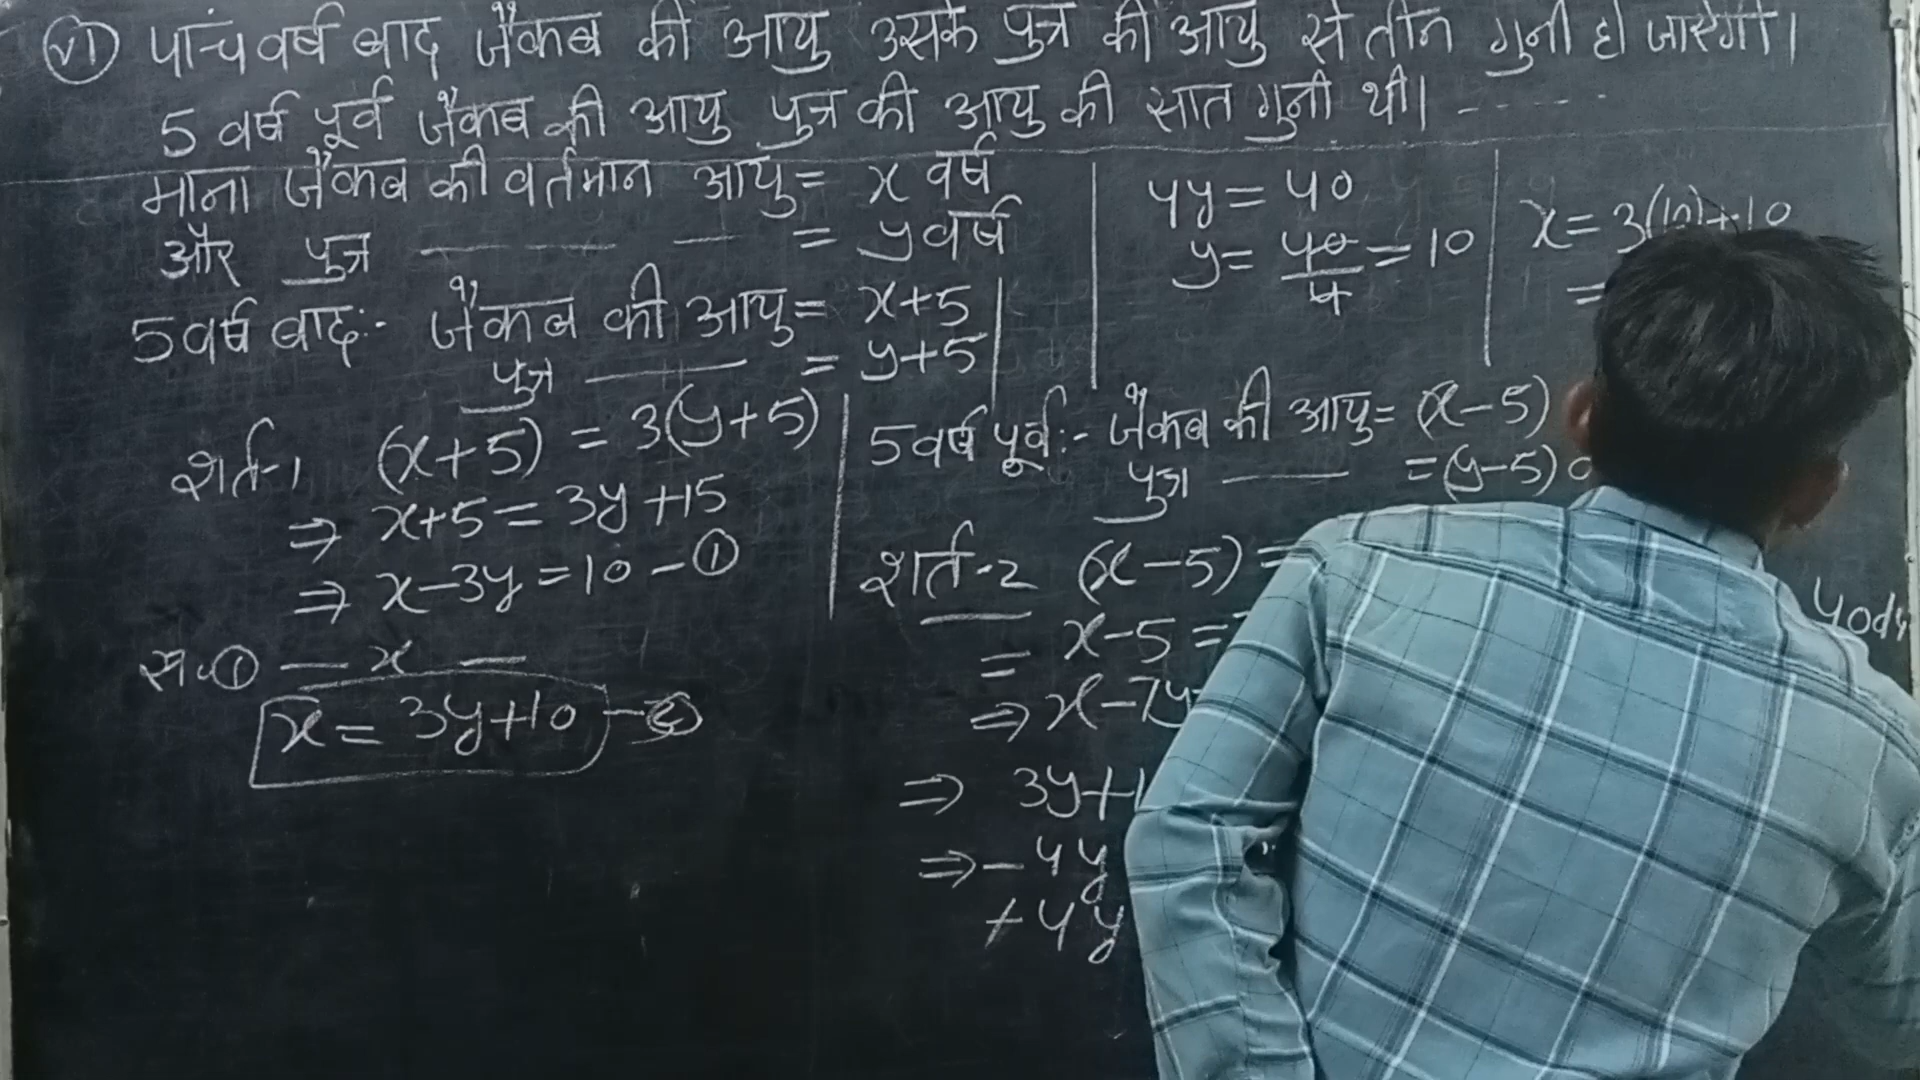 (vi) पांच वर्ष बाद जैकब की आयु उसके पुत्र की आयु से तीन गुनी हो जाएगी।
5 वर्ष पूर्व जैकब की आयु पुत्र की आयु की सात गुनी थी। ------
माना जैकब की वर्तमान आयु = x वर्ष
और पुत्र —— — = y वर्ष
5 वर्ष बाद:- जैकब की आयु = x+5
पुत्र —— = y+5
शर्त-1 (x+5) = 3(y+5)
⇒ x+5 = 3y+15
⇒ x-3y = 10 - ①
स.① — x —
x = 3y+10
4y = 40
y = 40/4 = 10
x = 3(10)+10
=
5 वर्ष पूर्व:- जैकब की आयु = (x-5)
पुत्र —— = (y-5)
शर्त-2 (x-5) =
= x-5 =
⇒ x-7y
⇒ 3y+1
⇒ -4y
+4y